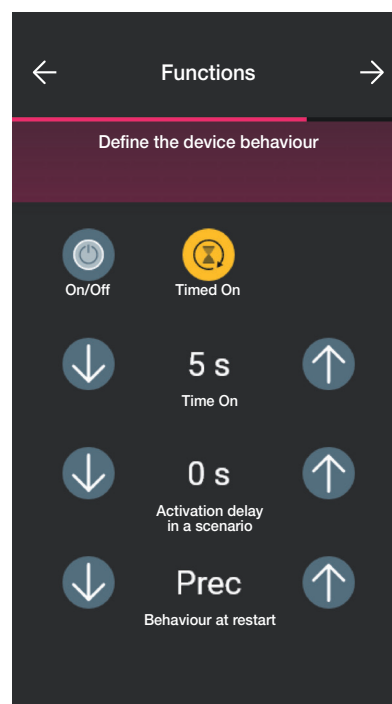 Functions
Define the device behaviour
On/Off
Timed On
5 s
Time On
0 s
Activation delay
in a scenario
Prec
Behaviour at restart